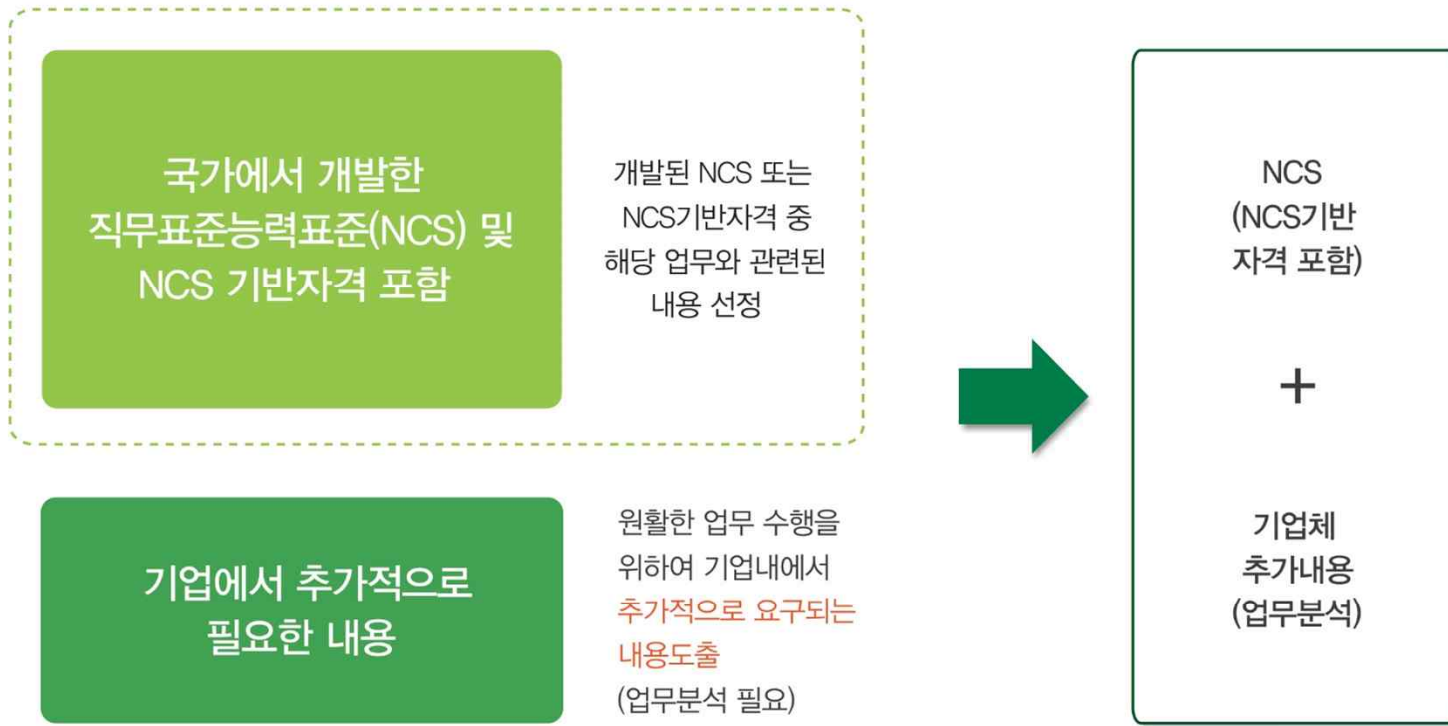 국가에서 개발한
직무표준능력표준(NCS) 및
NCS 기반자격 포함
개발된 NCS 또는
NCS기반자격 중
해당 업무와 관련된
내용 선정
기업에서 추가적으로
필요한 내용
원활한 업무 수행을
위하여 기업내에서
추가적으로 요구되는
내용도출
(업무분석 필요)
NCS
(NCS기반
자격 포함)
+
기업체
추가내용
(업무분석)